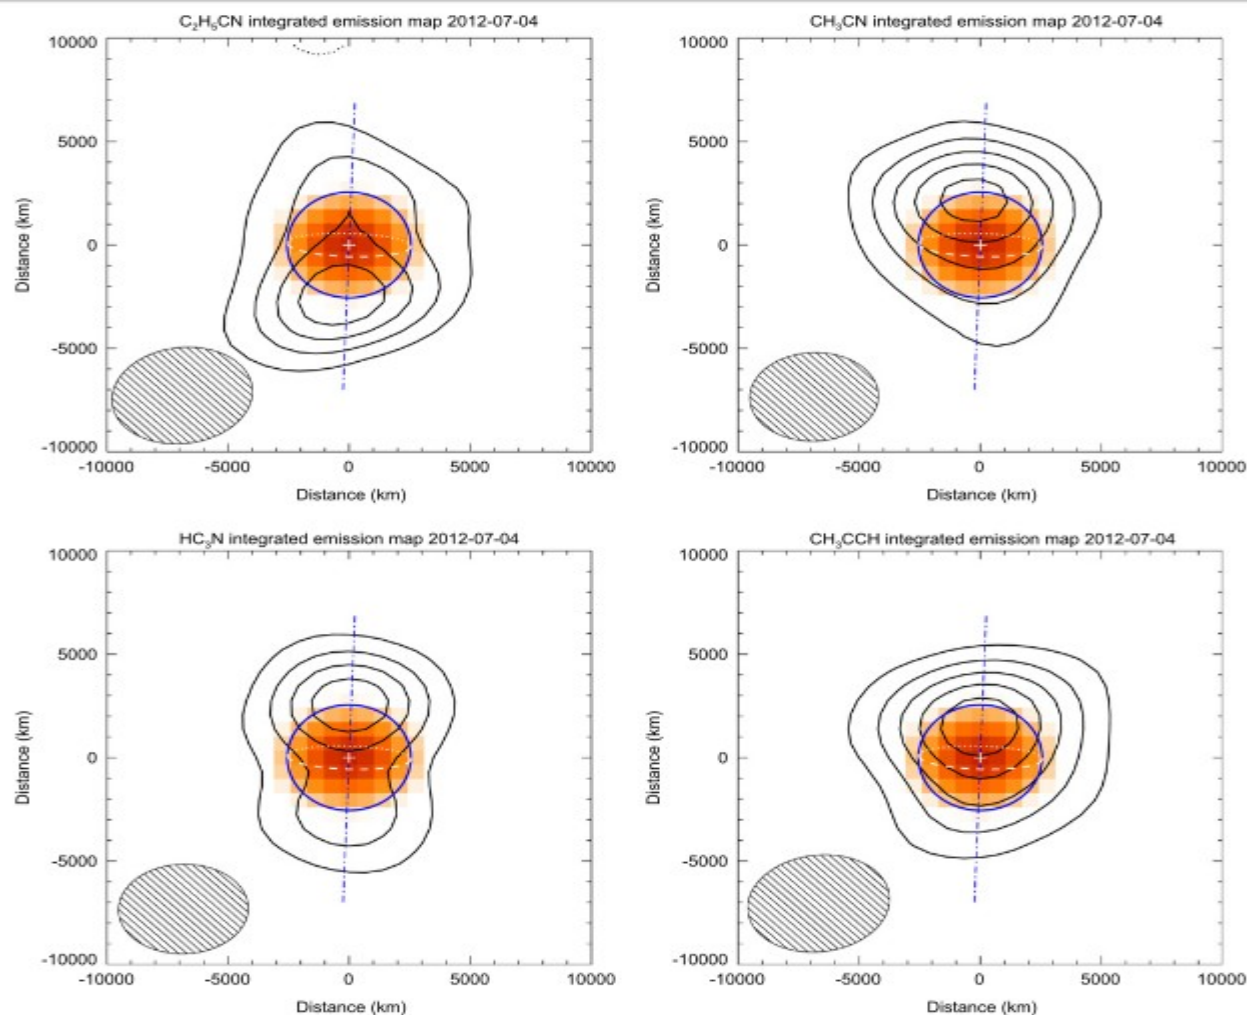 C₂H₅CN integrated emission map 2012-07-04
10000
5000
0
-5000
-10000
Distance (km)
-10000 -5000 0 5000 10000
Distance (km)
CH₃CN integrated emission map 2012-07-04
10000
5000
0
-5000
-10000
Distance (km)
-10000 -5000 0 5000 10000
Distance (km)
HC₃N integrated emission map 2012-07-04
10000
5000
0
-5000
-10000
Distance (km)
-10000 -5000 0 5000 10000
Distance (km)
CH₃CCH integrated emission map 2012-07-04
10000
5000
0
-5000
-10000
Distance (km)
-10000 -5000 0 5000 10000
Distance (km)